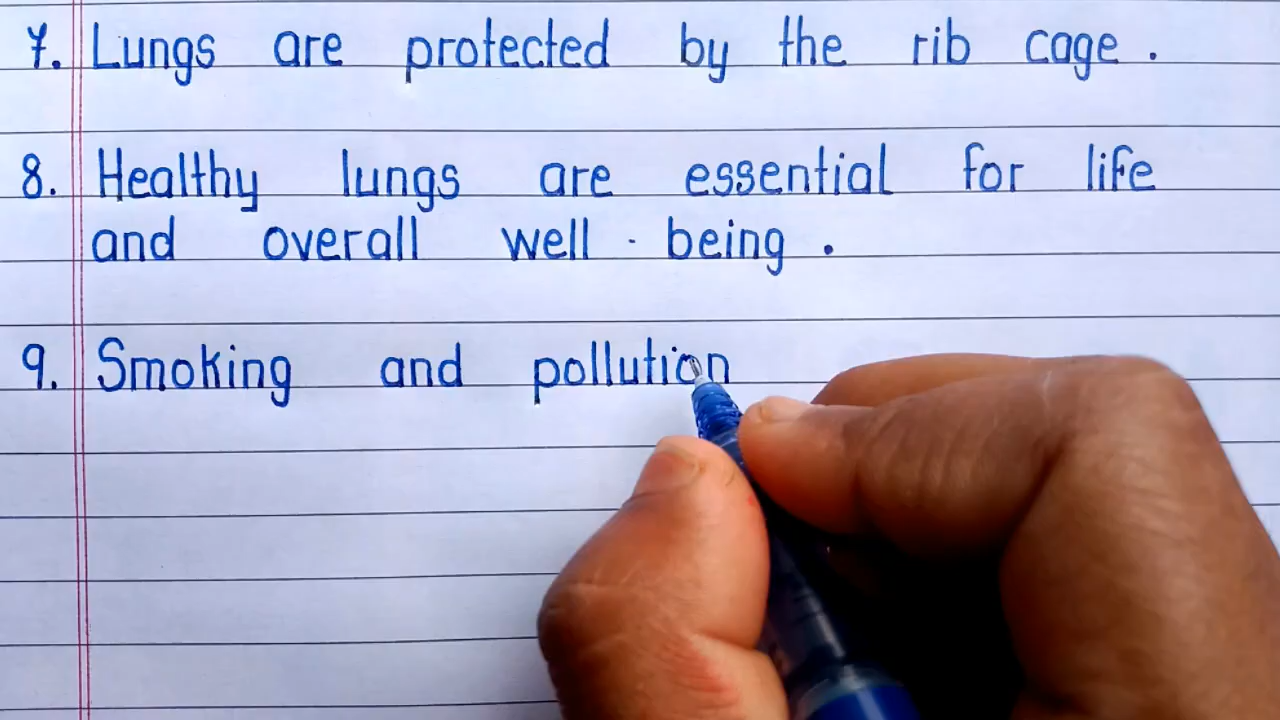 7. Lungs are protected by the rib cage.
8. Healthy lungs are essential for life
and overall well-being.
9. Smoking and pollution